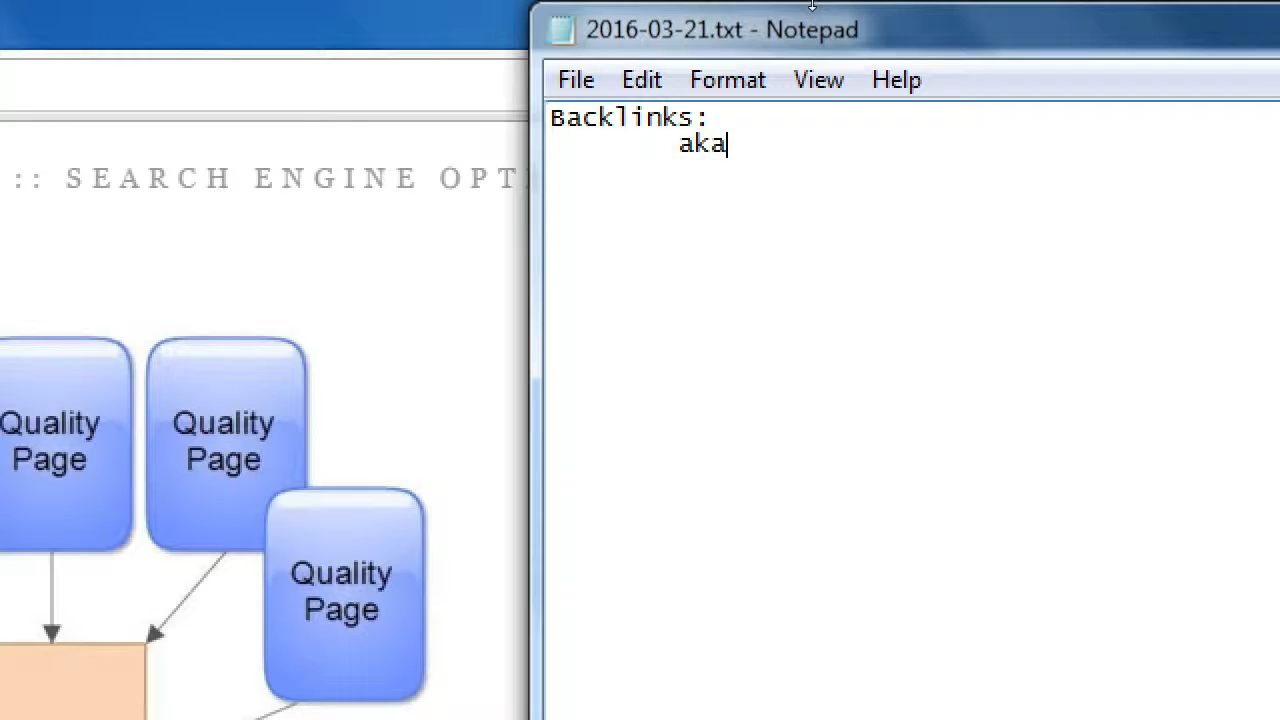 2016-03-21.txt - Notepad
File Edit Format View Help
Backlinks:
aka
:: SEARCH ENGINE OPT
Quality
Page
Quality
Page
Quality
Page